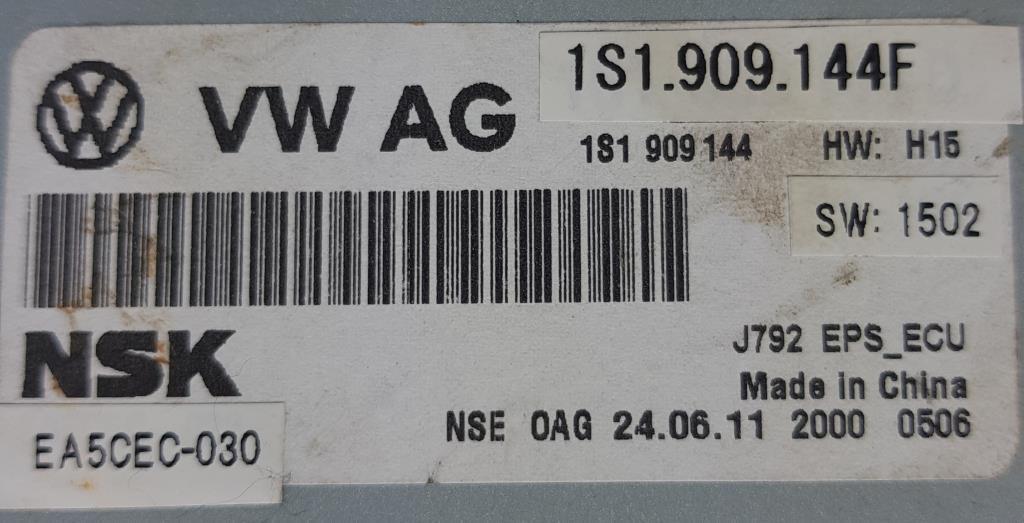 VW AG
1S1.909.144F
1S1 909 144 HW: H15
SW: 1502
NSK
J792 EPS_ECU
Made in China
NSE OAG 24.06.11 2000 0506
EA5CEC-030